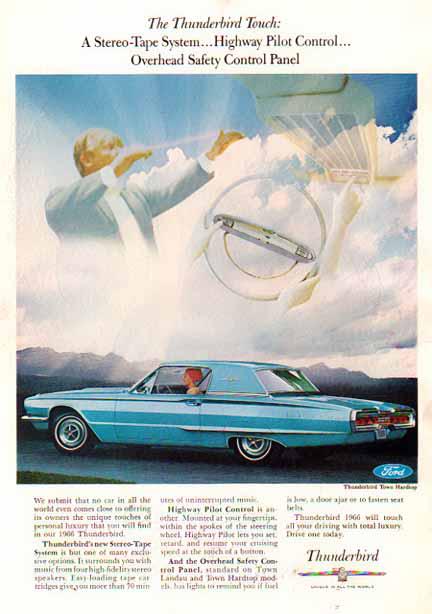 The Thunderbird Touch:
A Stereo-Tape System...Highway Pilot Control...
Overhead Safety Control Panel
Ford
Thunderbird Town Hardtop
We submit that no car in all the
world even comes close to offering
its owners the unique touches of
personal luxury that you will find
in our 1966 Thunderbird.
Thunderbird's new Stereo-Tape
System is but one of many exclu-
sive options. It surrounds you with
music from four high-fidelity stereo
speakers. Easy-loading tape car-
tridges give you more than 70 min-
utes of uninterrupted music.
Highway Pilot Control is an-
other. Mounted at your fingertips,
within the spokes of the steering
wheel, Highway Pilot lets you set,
retard, and resume your cruising
speed at the touch of a button.
And the Overhead Safety Con-
trol Panel, standard on Town
Landau and Town Hardtop mod-
els, has lights to remind you if fuel
is low, a door ajar or to fasten seat
belts.
Thunderbird 1966 will touch
all your driving with total luxury.
Drive one today.
Thunderbird
UNIQUE IN ALL THE WORLD